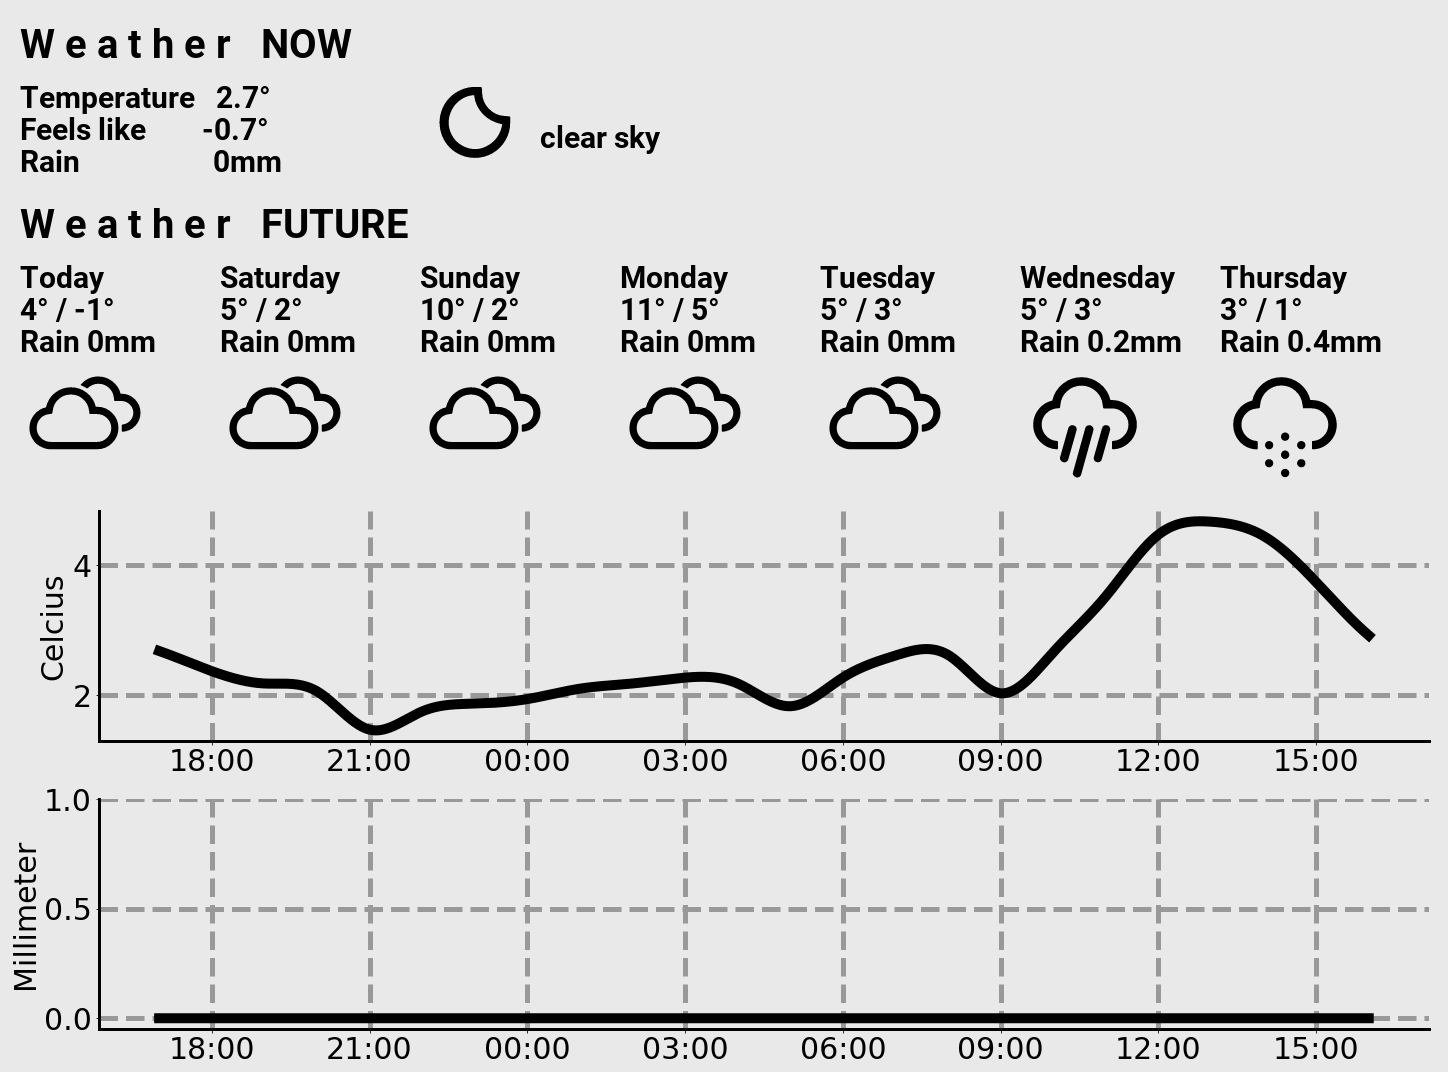 Weather NOW
Temperature 2.7°
Feels like -0.7°
Rain 0mm
clear sky
Weather FUTURE
Today Saturday Sunday Monday Tuesday Wednesday Thursday
4° / -1° 5° / 2° 10° / 2° 11° / 5° 5° / 3° 5° / 3° 3° / 1°
Rain 0mm Rain 0mm Rain 0mm Rain 0mm Rain 0mm Rain 0.2mm Rain 0.4mm
Celcius
4
2
18:00 21:00 00:00 03:00 06:00 09:00 12:00 15:00
Millimeter
1.0
0.5
0.0
18:00 21:00 00:00 03:00 06:00 09:00 12:00 15:00